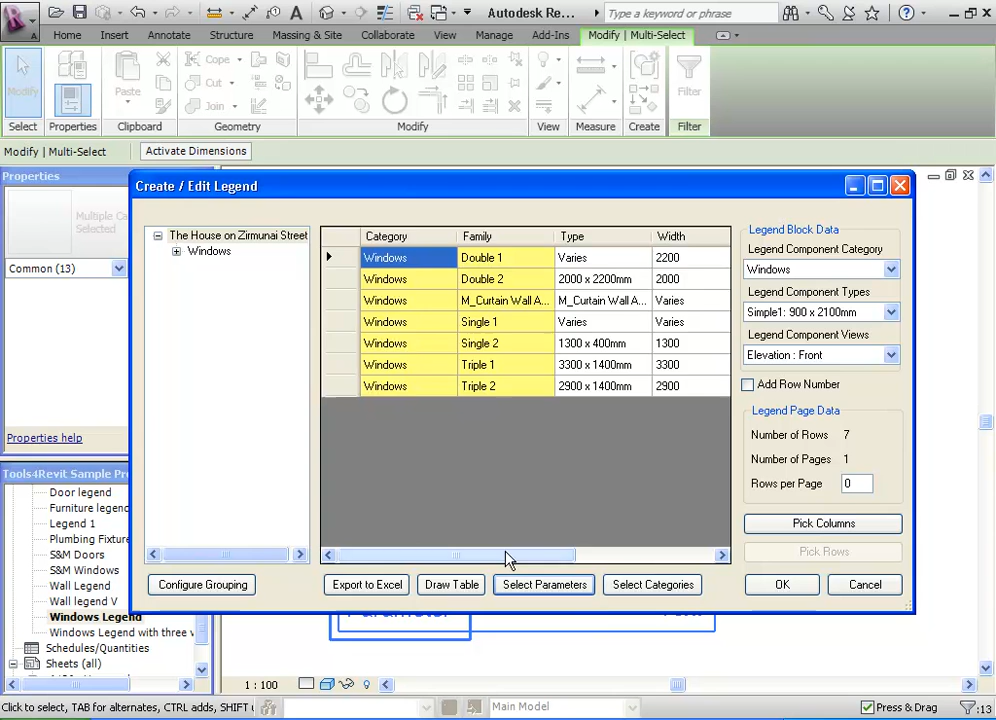 Autodesk Re...
Type a keyword or phrase
Home Insert Annotate Structure Massing & Site Collaborate View Manage Add-Ins Modify | Multi-Select
Modify Paste Cope Cut Join Filter
Select Properties Clipboard Geometry Modify View Measure Create Filter
Modify | Multi-Select Activate Dimensions
Properties
Multiple Ca
Selected
Common (13)
Properties help
Create / Edit Legend
The House on Zirmunai Street
Windows
Category Family Type Width
Windows Double 1 Varies 2200
Windows Double 2 2000 x 2200mm 2000
Windows M_Curtain Wall A... M_Curtain Wall A... Varies
Windows Single 1 Varies Varies
Windows Single 2 1300 x 400mm 1300
Windows Triple 1 3300 x 1400mm 3300
Windows Triple 2 2900 x 1400mm 2900
Legend Block Data
Legend Component Category
Windows
Legend Component Types
Simple1: 900 x 2100mm
Legend Component Views
Elevation : Front
Add Row Number
Legend Page Data
Number of Rows 7
Number of Pages 1
Rows per Page 0
Pick Columns
Pick Rows
Configure Grouping Export to Excel Draw Table Select Parameters Select Categories OK Cancel
Tools4Revit Sample Pr
Door legend
Furniture legend
Legend 1
Plumbing Fixture
S&M Doors
S&M Windows
Wall Legend
Wall legend V
Windows Legend
Windows Legend with three v
Schedules/Quantities
Sheets (all)
1 : 100
Click to select, TAB for alternates, CTRL adds, SHIFT u Main Model Press & Drag :13